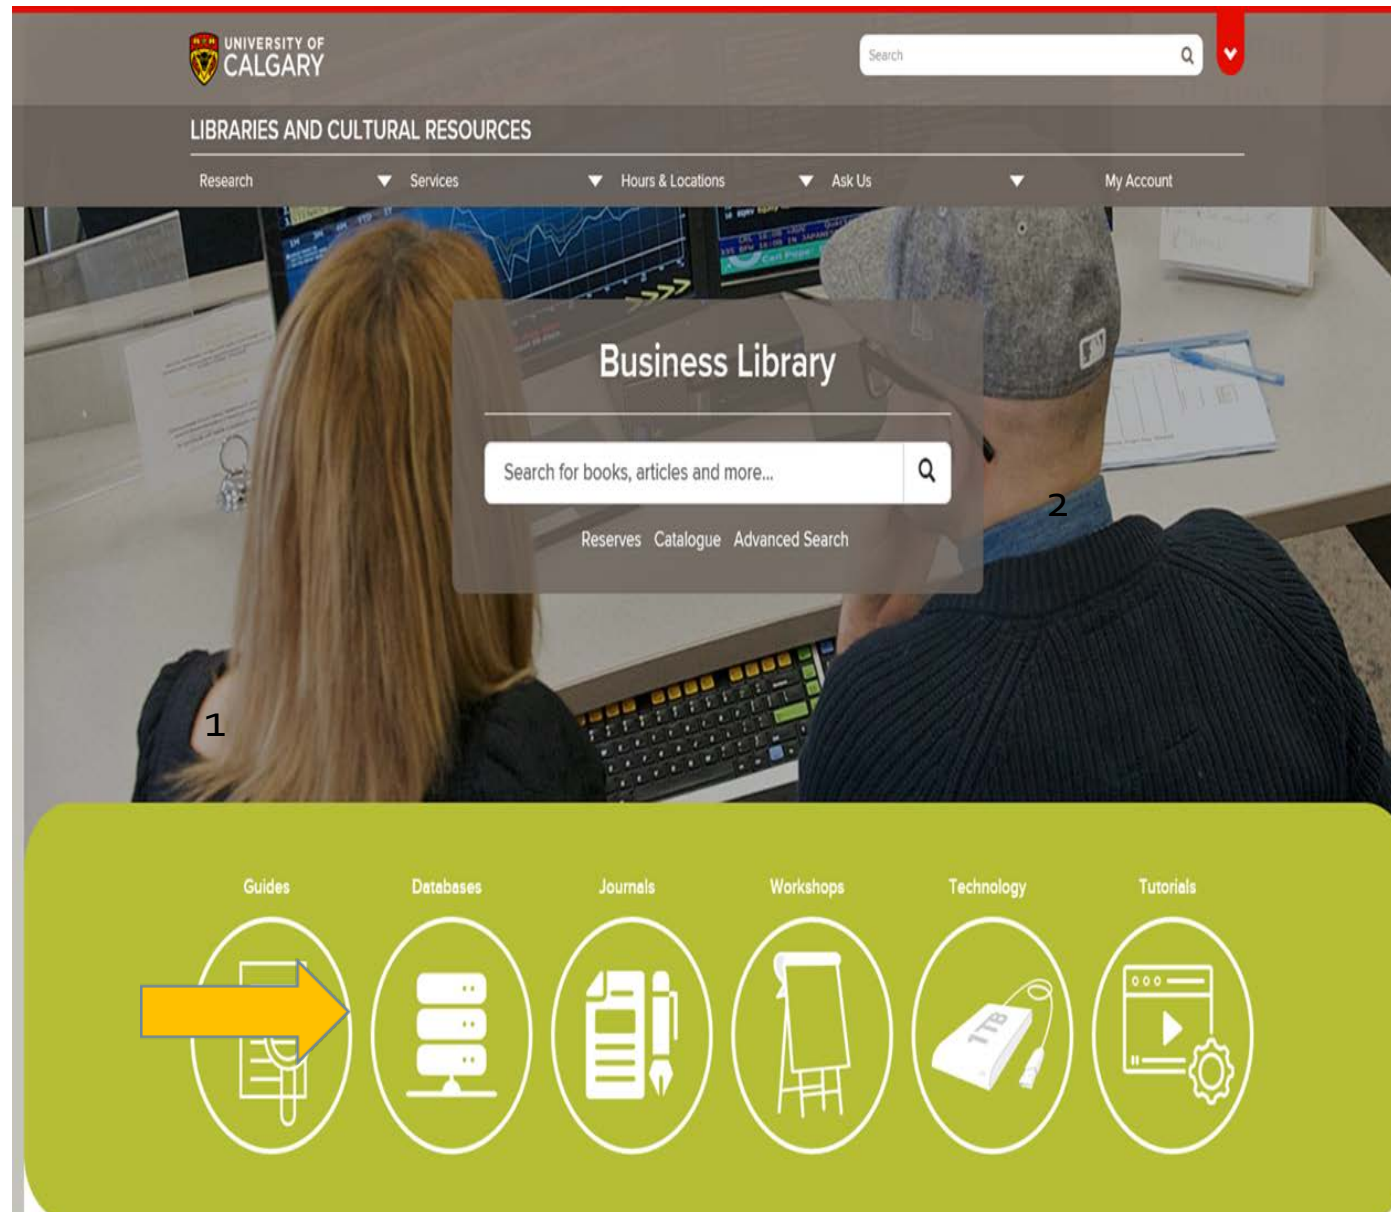 UNIVERSITY OF
CALGARY
Search
LIBRARIES AND CULTURAL RESOURCES
Research Services Hours & Locations Ask Us My Account
Business Library
Search for books, articles and more...
Reserves Catalogue Advanced Search
2
1
Guides Databases Journals Workshops Technology Tutorials
1TB